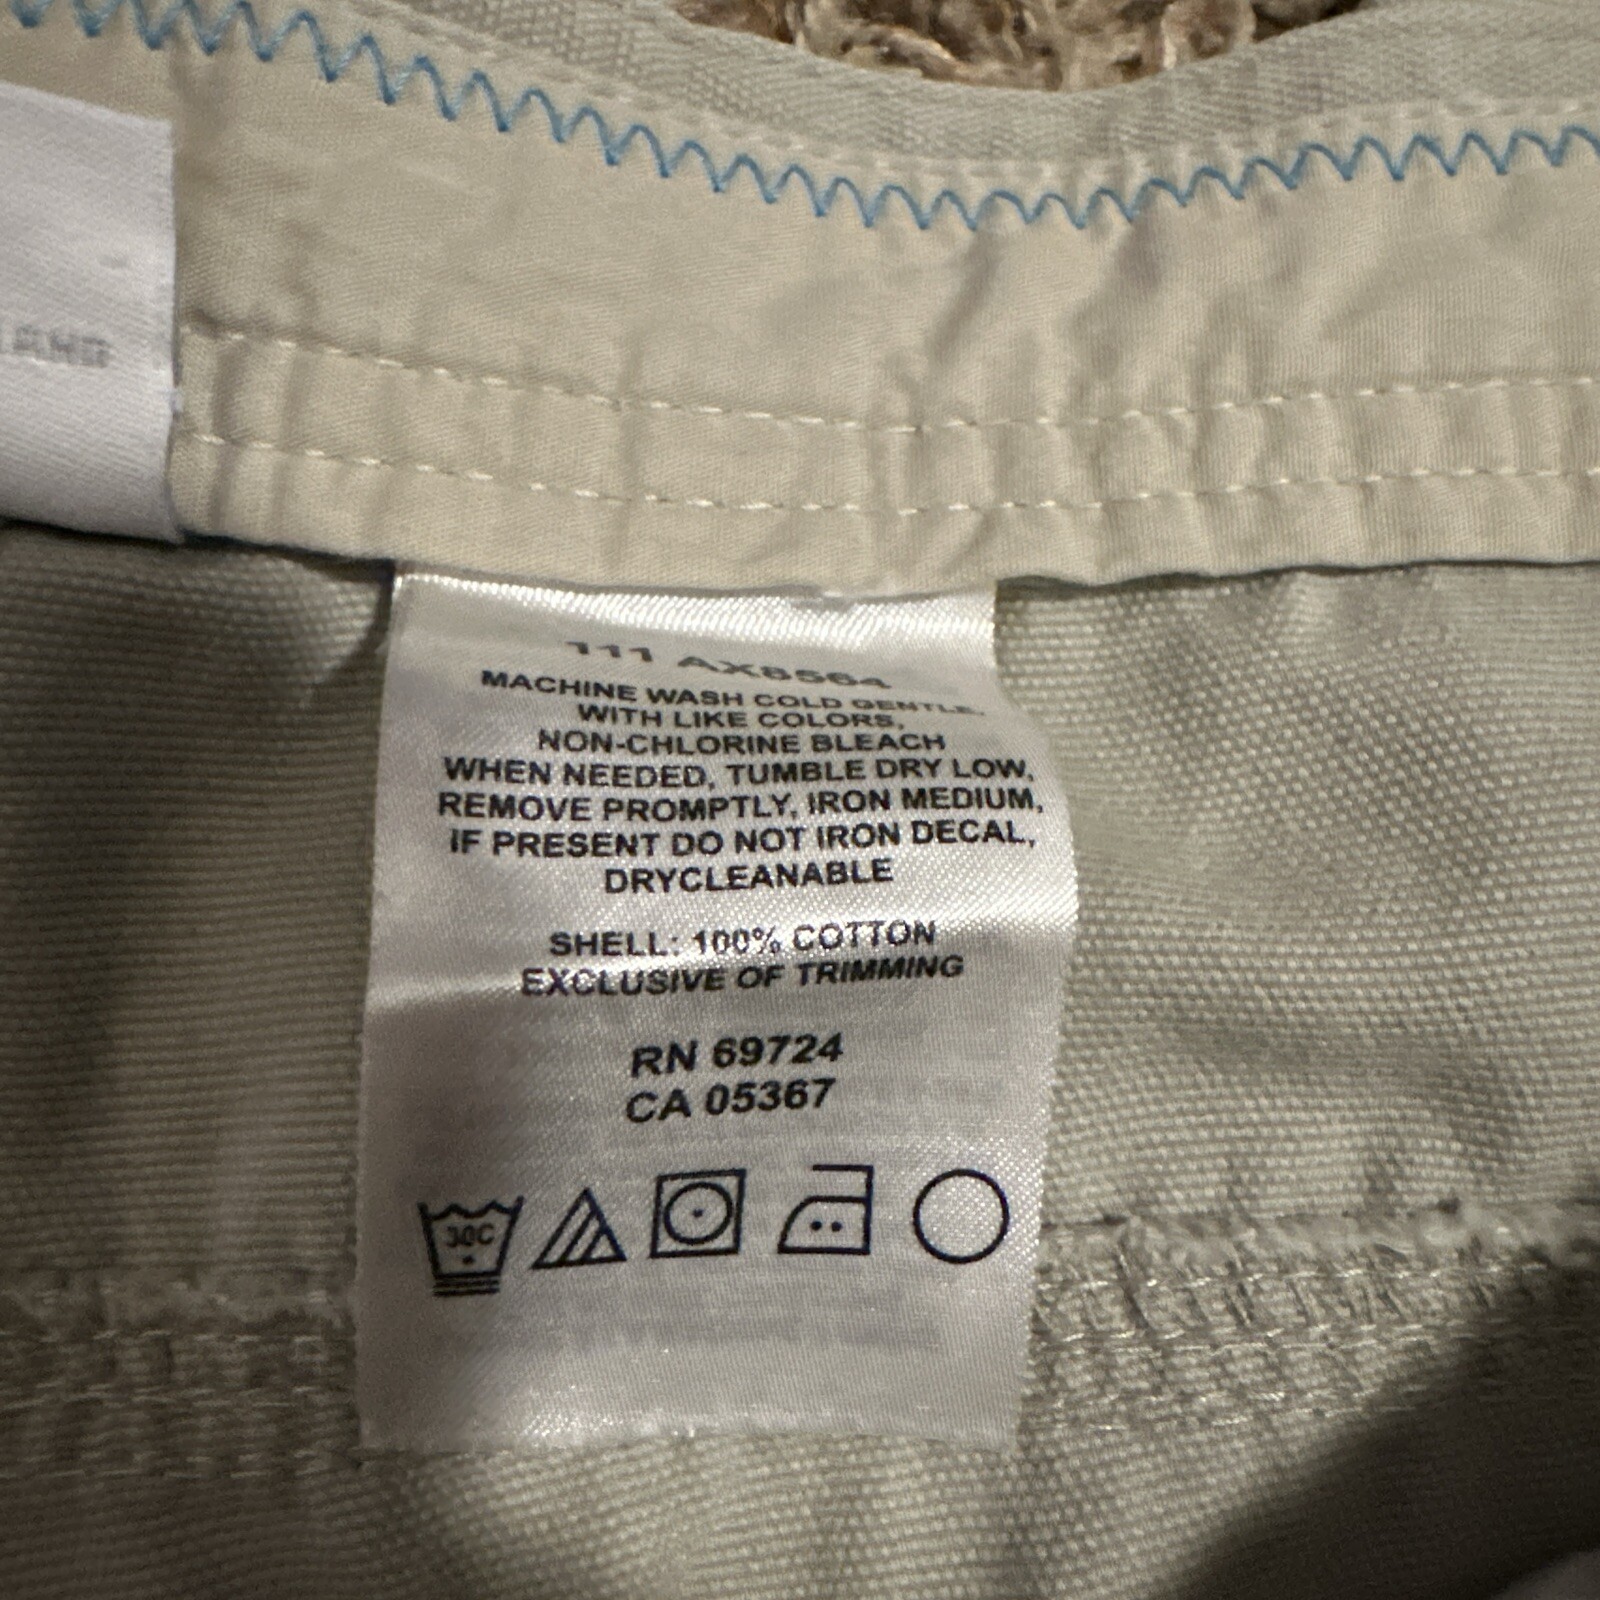 111 AX8564
MACHINE WASH COLD GENTLE,
WITH LIKE COLORS,
NON-CHLORINE BLEACH
WHEN NEEDED, TUMBLE DRY LOW,
REMOVE PROMPTLY, IRON MEDIUM,
IF PRESENT DO NOT IRON DECAL,
DRYCLEANABLE
SHELL: 100% COTTON
EXCLUSIVE OF TRIMMING
RN 69724
CA 05367
30C